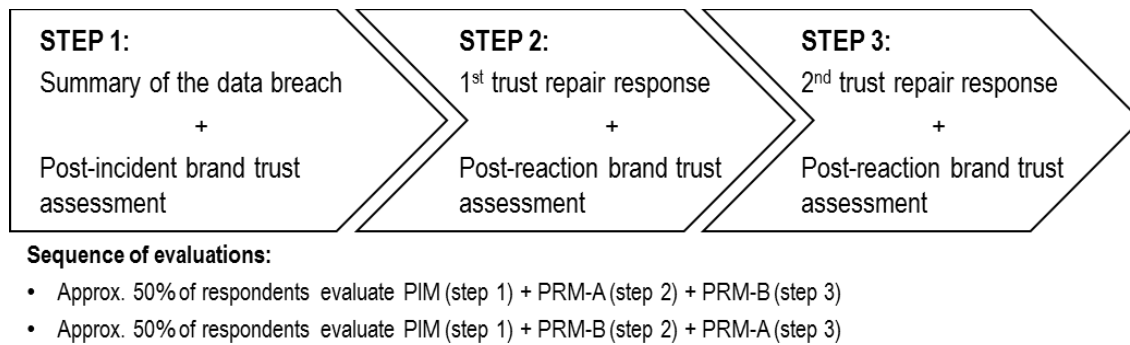 STEP 1:
Summary of the data breach
+
Post-incident brand trust
assessment
STEP 2:
1st trust repair response
+
Post-reaction brand trust
assessment
STEP 3:
2nd trust repair response
+
Post-reaction brand trust
assessment
Sequence of evaluations:
• Approx. 50% of respondents evaluate PIM (step 1) + PRM-A (step 2) + PRM-B (step 3)
• Approx. 50% of respondents evaluate PIM (step 1) + PRM-B (step 2) + PRM-A (step 3)